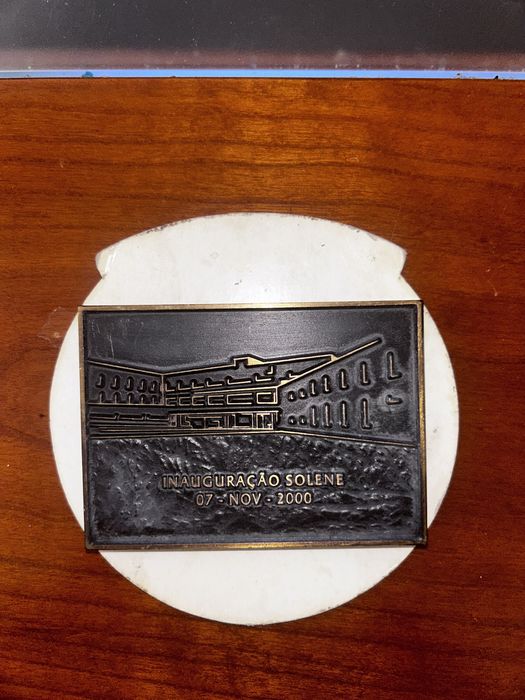 INAUGURAÇÃO SOLENE
07 - NOV - 2000